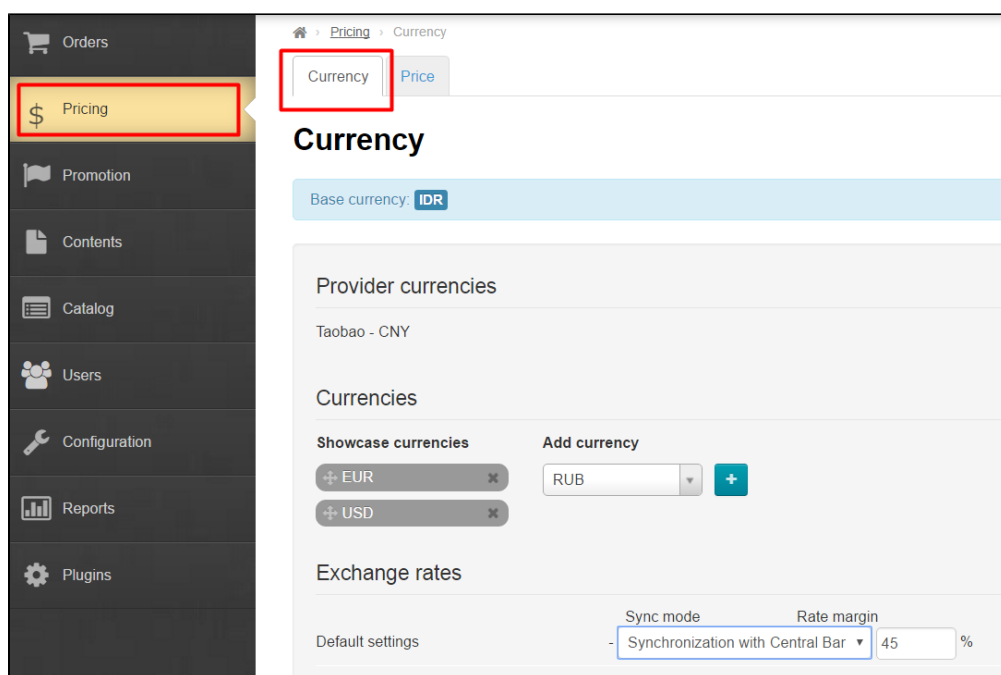 Orders
Pricing
Promotion
Contents
Catalog
Users
Configuration
Reports
Plugins
Pricing › Currency
Currency Price
Currency
Base currency: IDR
Provider currencies
Taobao - CNY
Currencies
Showcase currencies Add currency
EUR RUB +
USD
Exchange rates
Sync mode Rate margin
Default settings - Synchronization with Central Bar 45 %